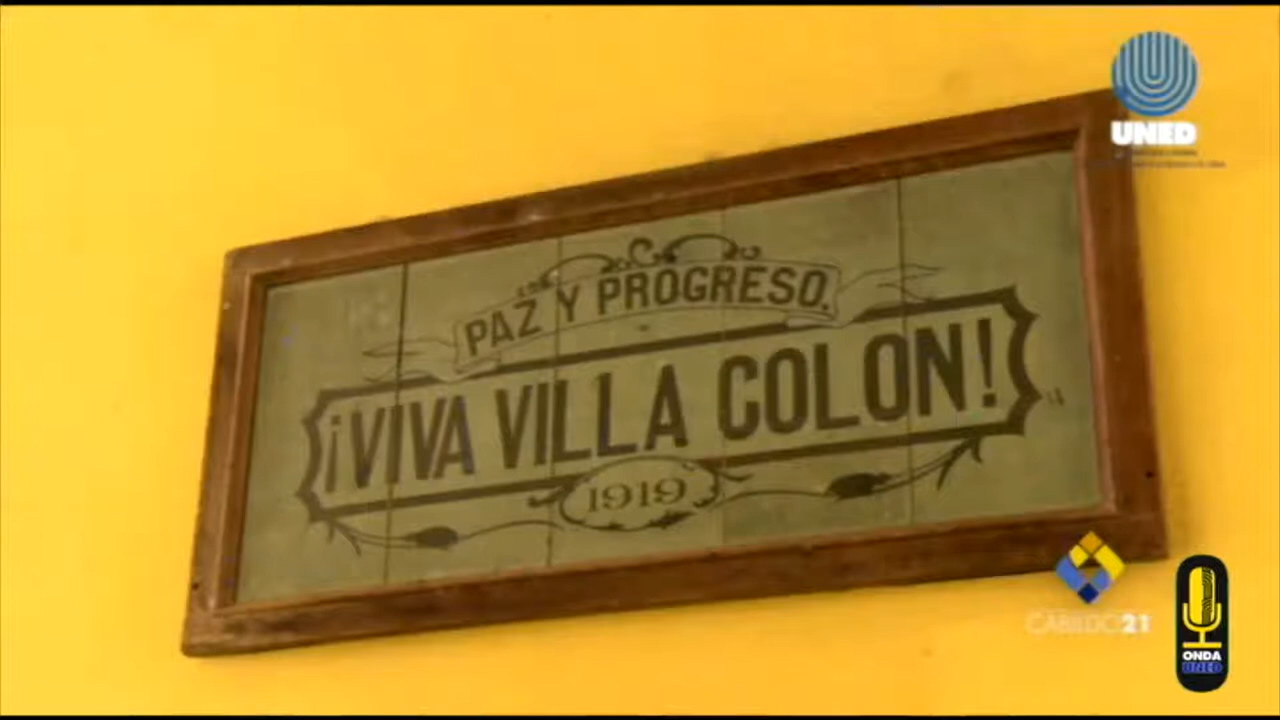 UNED
PAZ Y PROGRESO.
¡VIVA VILLA COLON!
1919
CABILDO21
ONDA
UNED